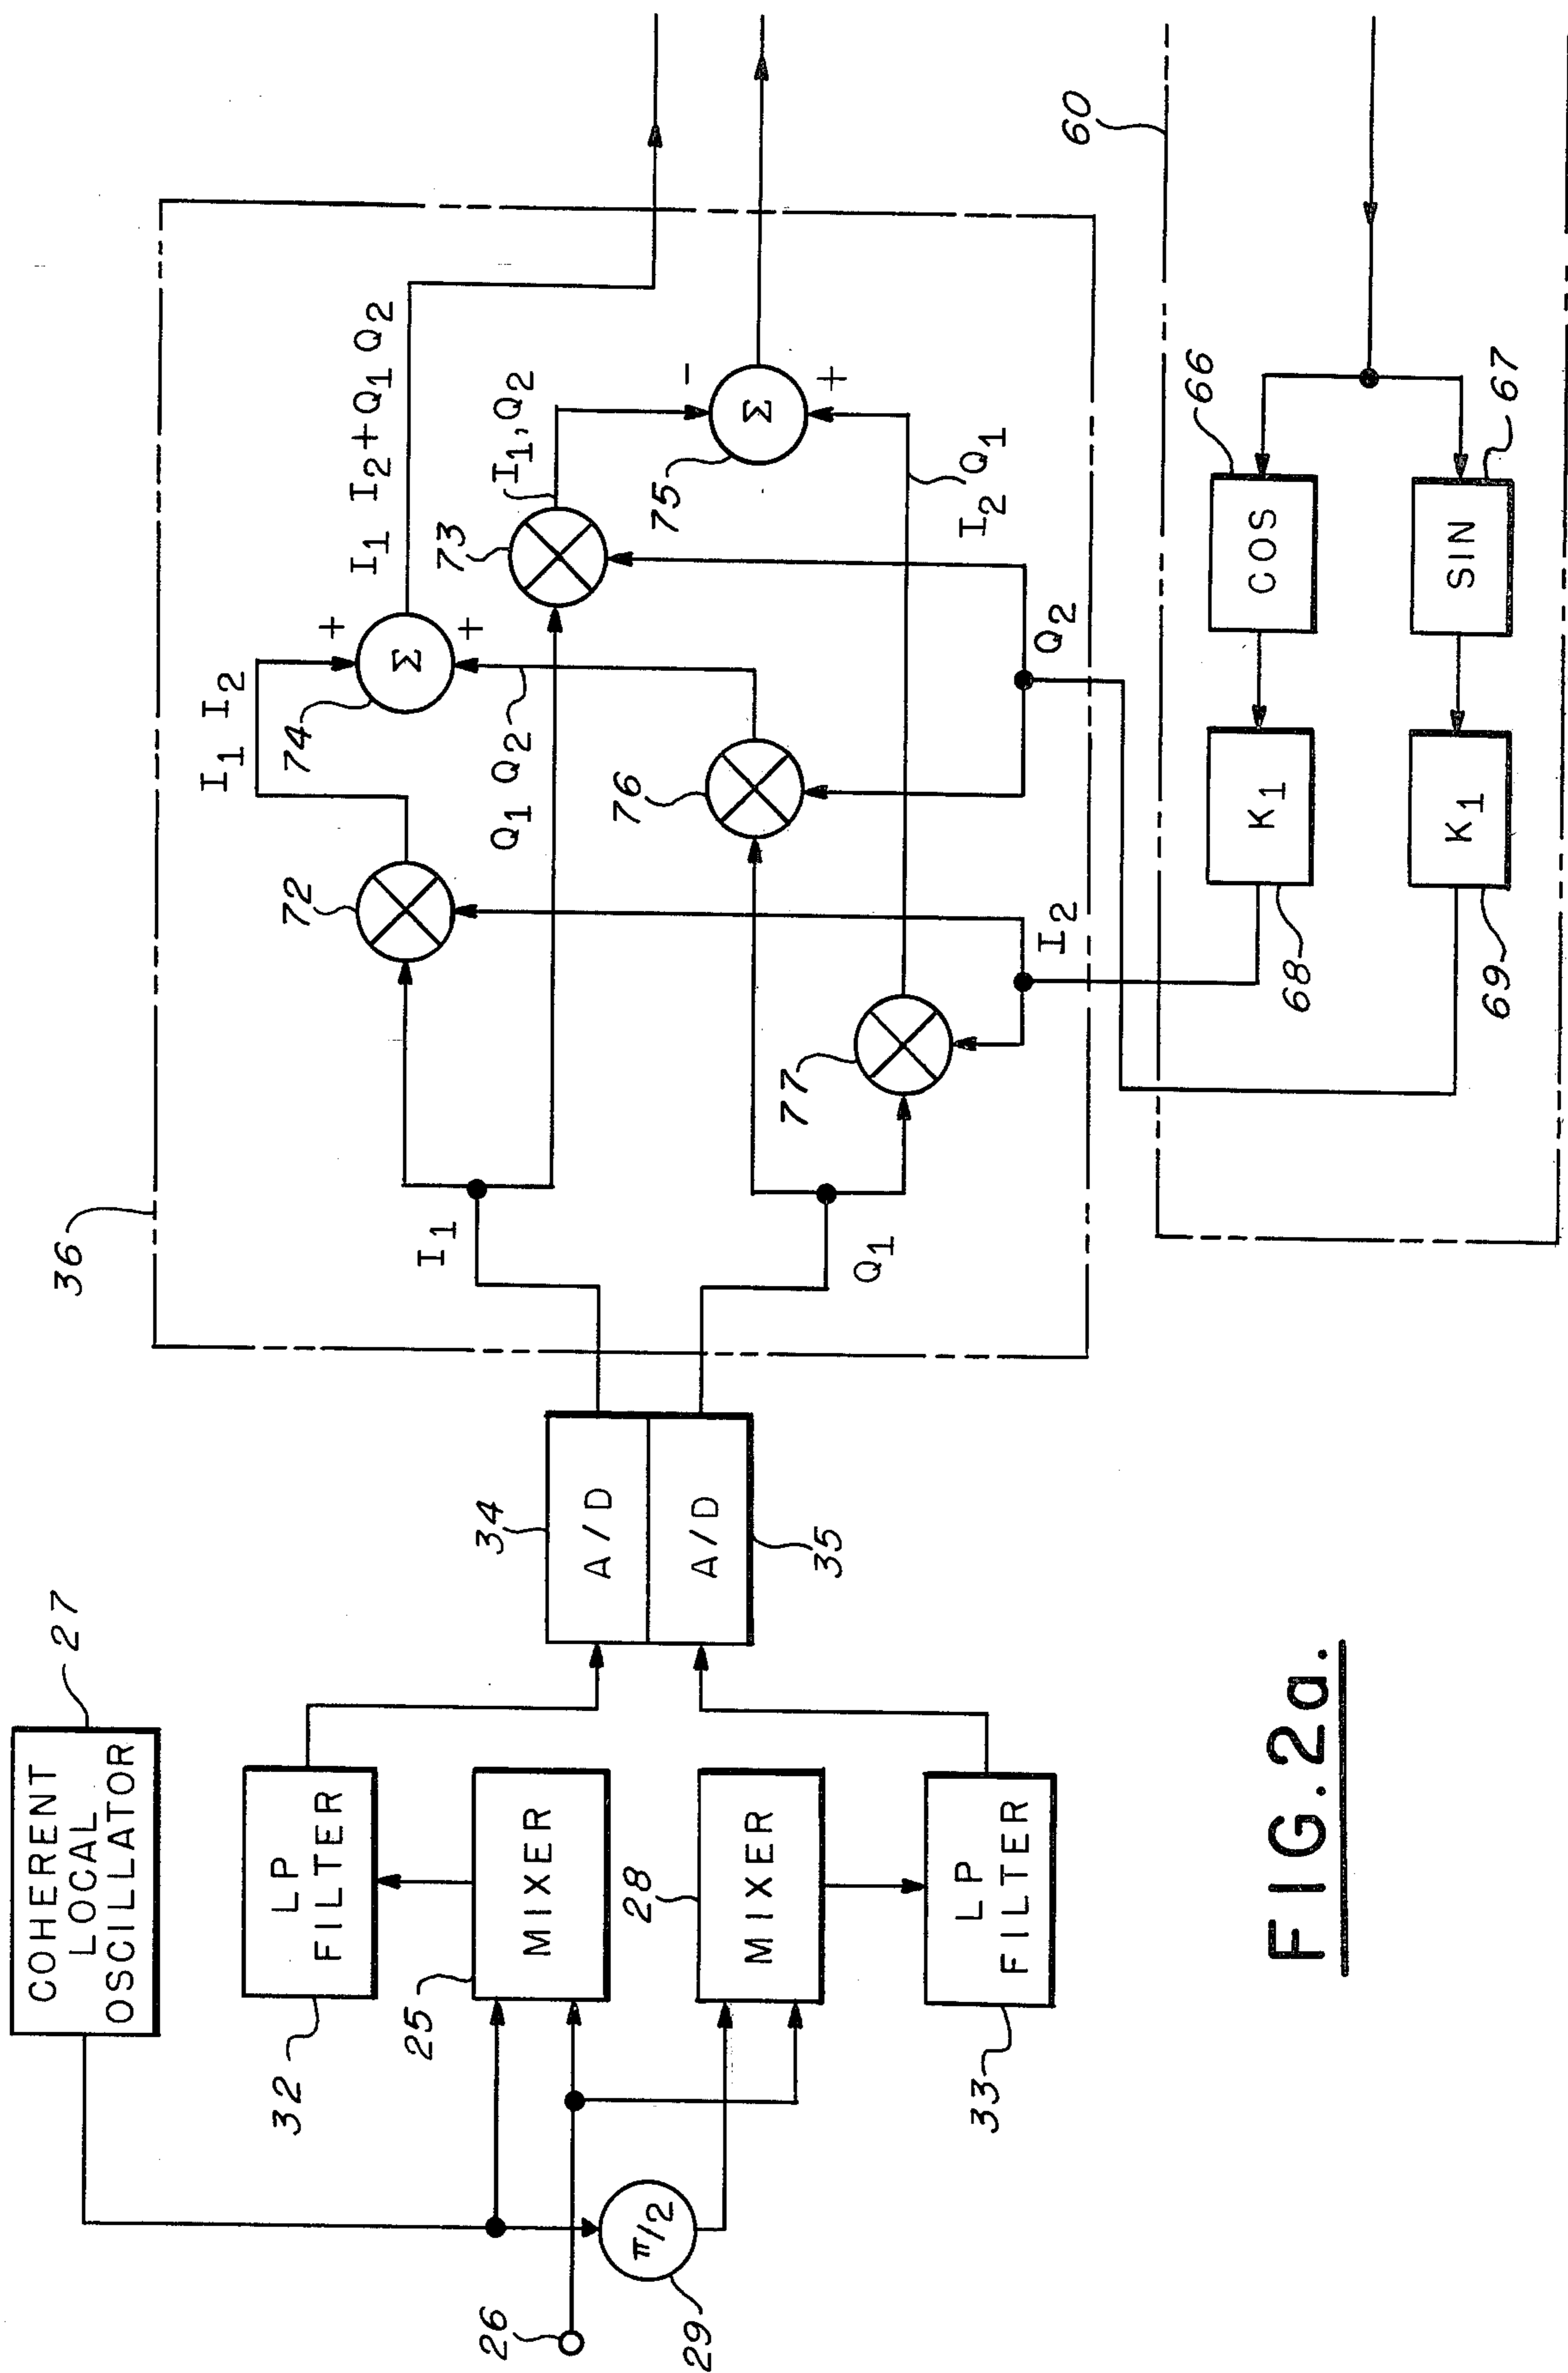 COHERENT
LOCAL
OSCILLATOR
27
LP
FILTER
32
MIXER
25
MIXER
28
LP
FILTER
33
26
π/2
29
34
A/D
A/D
35
36
I1
Q1
72
I1 I2
74
Σ
+
+
I1 I2+Q1 Q2
Q1 Q2
73
I1,Q2
76
77
75
Σ
-
+
I2 Q1
I2
Q2
60
66
COS
SIN
67
K1
68
K1
69
FIG.2a.